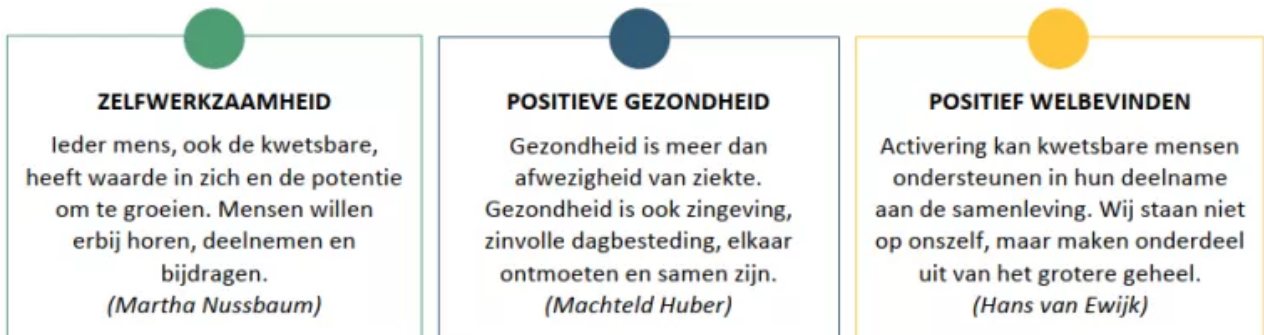 ZELFWERKZAAMHEID
Ieder mens, ook de kwetsbare,
heeft waarde in zich en de potentie
om te groeien. Mensen willen
erbij horen, deelnemen en
bijdragen.
(Martha Nussbaum)
POSITIEVE GEZONDHEID
Gezondheid is meer dan
afwezigheid van ziekte.
Gezondheid is ook zingeving,
zinvolle dagbesteding, elkaar
ontmoeten en samen zijn.
(Machteld Huber)
POSITIEF WELBEVINDEN
Activering kan kwetsbare mensen
ondersteunen in hun deelname
aan de samenleving. Wij staan niet
op onszelf, maar maken onderdeel
uit van het grotere geheel.
(Hans van Ewijk)